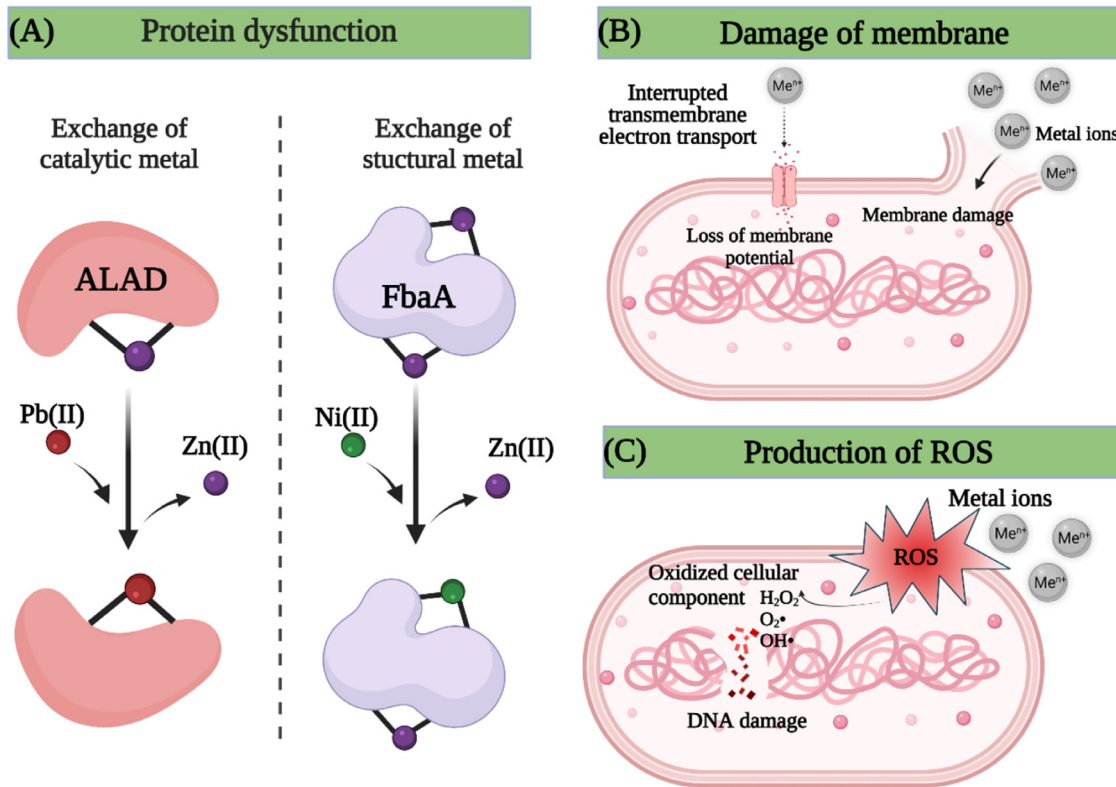 (A) Protein dysfunction
Exchange of
catalytic metal
Exchange of
stuctural metal
ALAD
FbaA
Pb(II)
Zn(II)
Ni(II)
Zn(II)
(B) Damage of membrane
Interrupted
transmembrane
electron transport
Meⁿ⁺
Meⁿ⁺
Meⁿ⁺
Meⁿ⁺
Metal ions
Meⁿ⁺
Membrane damage
Loss of membrane
potential
(C) Production of ROS
Metal ions
ROS
Meⁿ⁺
Meⁿ⁺
Meⁿ⁺
Oxidized cellular
component
H₂O₂
O₂•
OH•
DNA damage